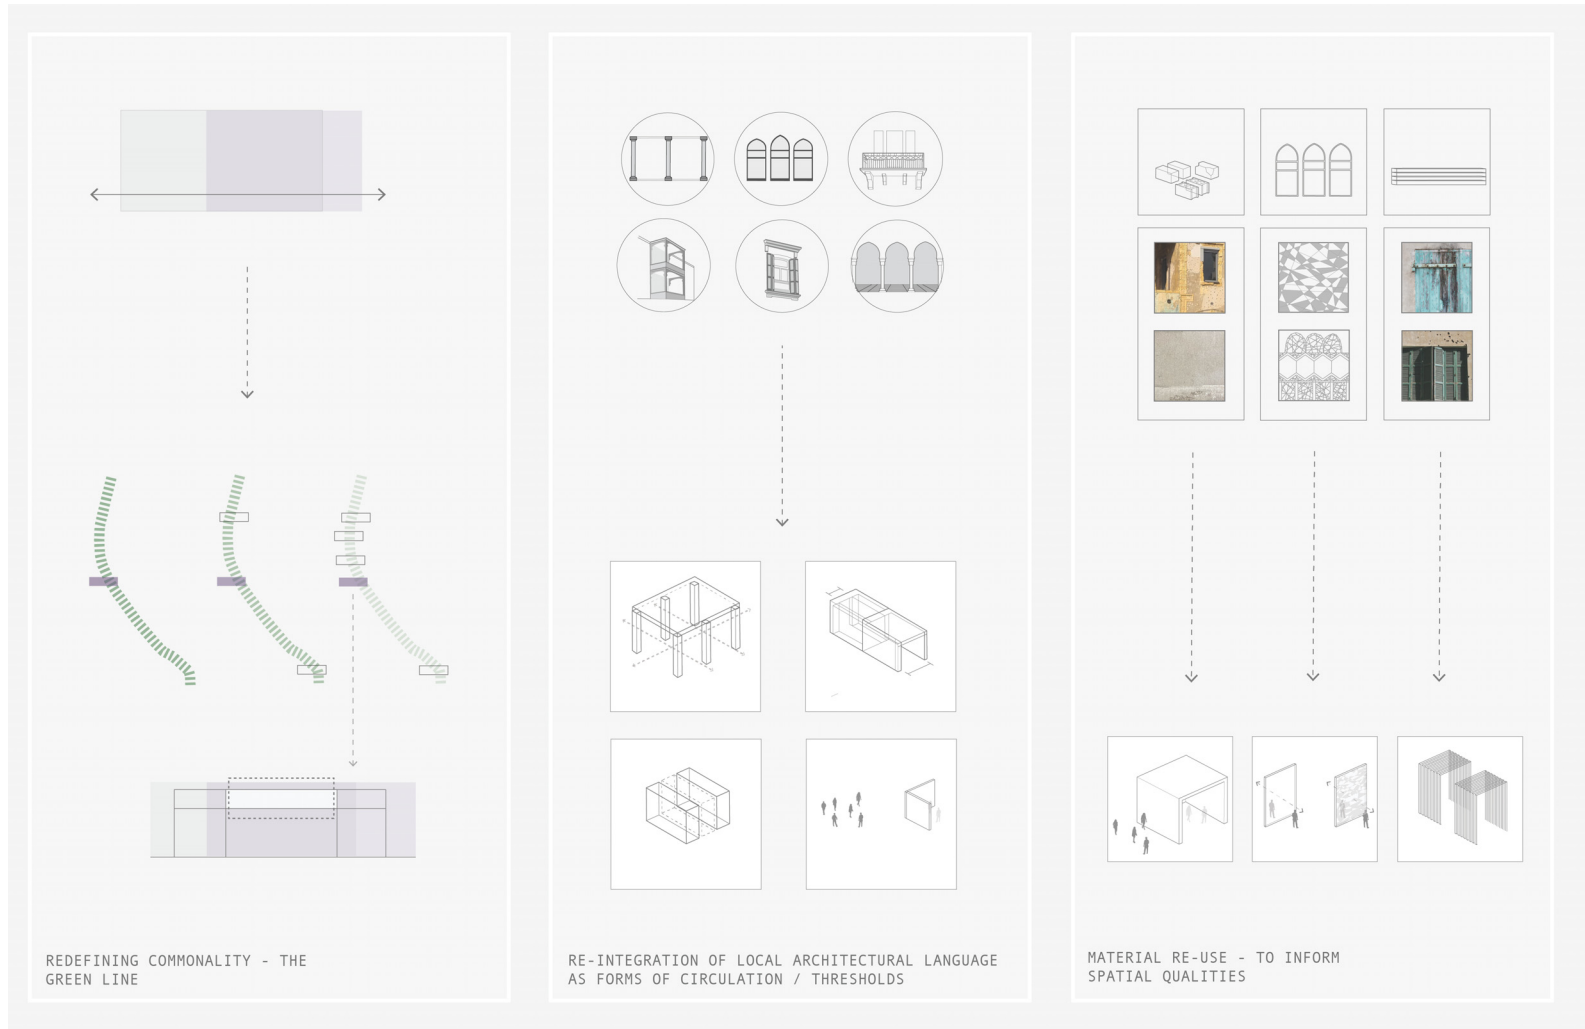 REDEFINING COMMONALITY - THE
GREEN LINE
RE-INTEGRATION OF LOCAL ARCHITECTURAL LANGUAGE
AS FORMS OF CIRCULATION / THRESHOLDS
MATERIAL RE-USE - TO INFORM
SPATIAL QUALITIES